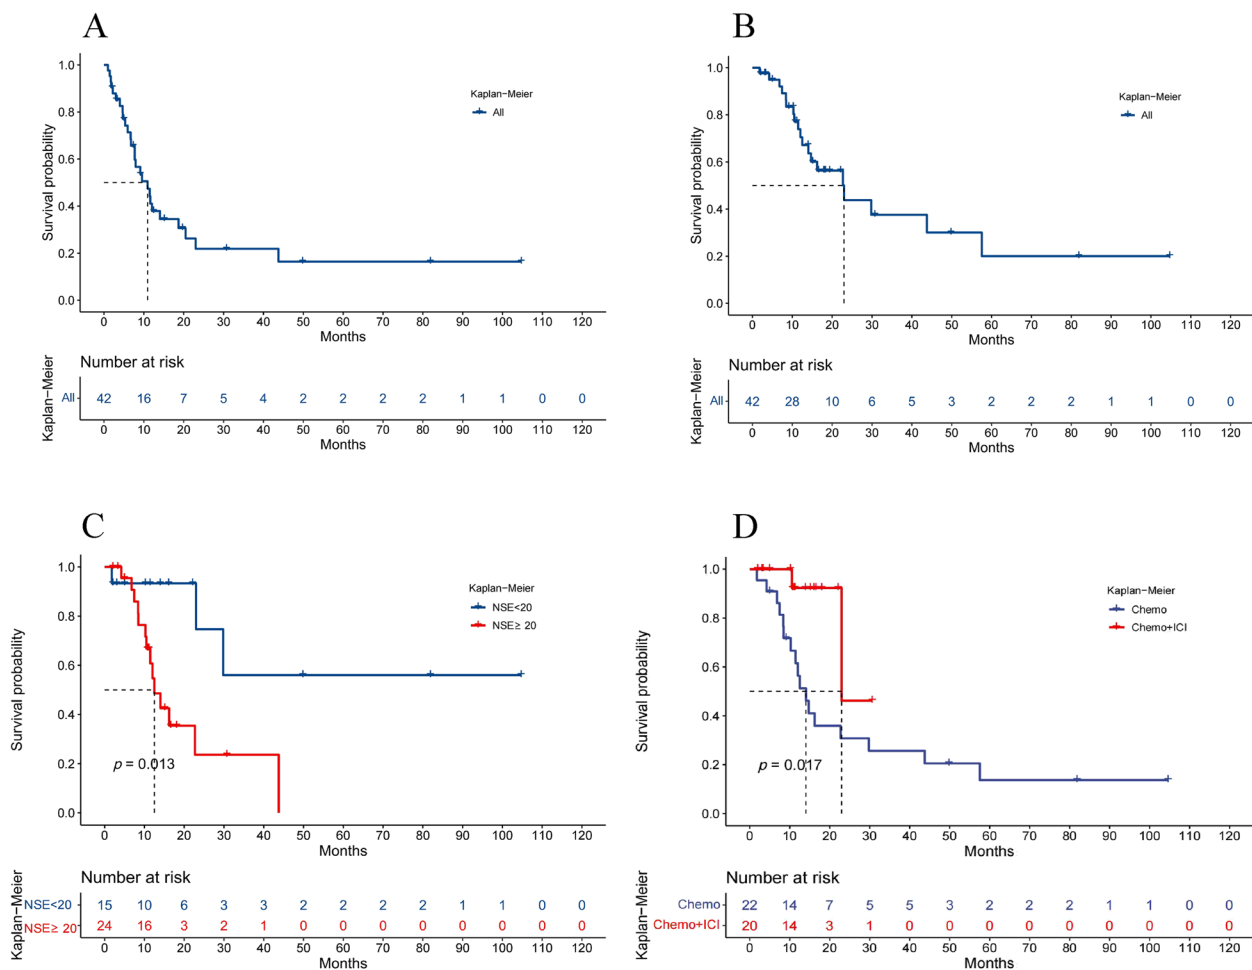 A
Kaplan−Meier
All
Survival probability
1.0
0.8
0.6
0.4
0.2
0.0
0 10 20 30 40 50 60 70 80 90 100 110 120
Months
Number at risk
Kaplan−Meier
All 42 16 7 5 4 2 2 2 2 1 1 0 0
0 10 20 30 40 50 60 70 80 90 100 110 120
Months
B
Kaplan−Meier
All
Survival probability
1.0
0.8
0.6
0.4
0.2
0.0
0 10 20 30 40 50 60 70 80 90 100 110 120
Months
Number at risk
Kaplan−Meier
All 42 28 10 6 5 3 2 2 2 1 1 0 0
0 10 20 30 40 50 60 70 80 90 100 110 120
Months
C
Kaplan−Meier
NSE<20
NSE≥ 20
Survival probability
1.0
0.8
0.6
0.4
0.2
0.0
p = 0.013
0 10 20 30 40 50 60 70 80 90 100 110 120
Months
Number at risk
Kaplan−Meier
NSE<20 15 10 6 3 3 2 2 2 2 1 1 0 0
NSE≥ 20 24 16 3 2 1 0 0 0 0 0 0 0 0
0 10 20 30 40 50 60 70 80 90 100 110 120
Months
D
Kaplan−Meier
Chemo
Chemo+ICI
Survival probability
1.0
0.8
0.6
0.4
0.2
0.0
p = 0.017
0 10 20 30 40 50 60 70 80 90 100 110 120
Months
Number at risk
Kaplan−Meier
Chemo 22 14 7 5 5 3 2 2 2 1 1 0 0
Chemo+ICI 20 14 3 1 0 0 0 0 0 0 0 0 0
0 10 20 30 40 50 60 70 80 90 100 110 120
Months